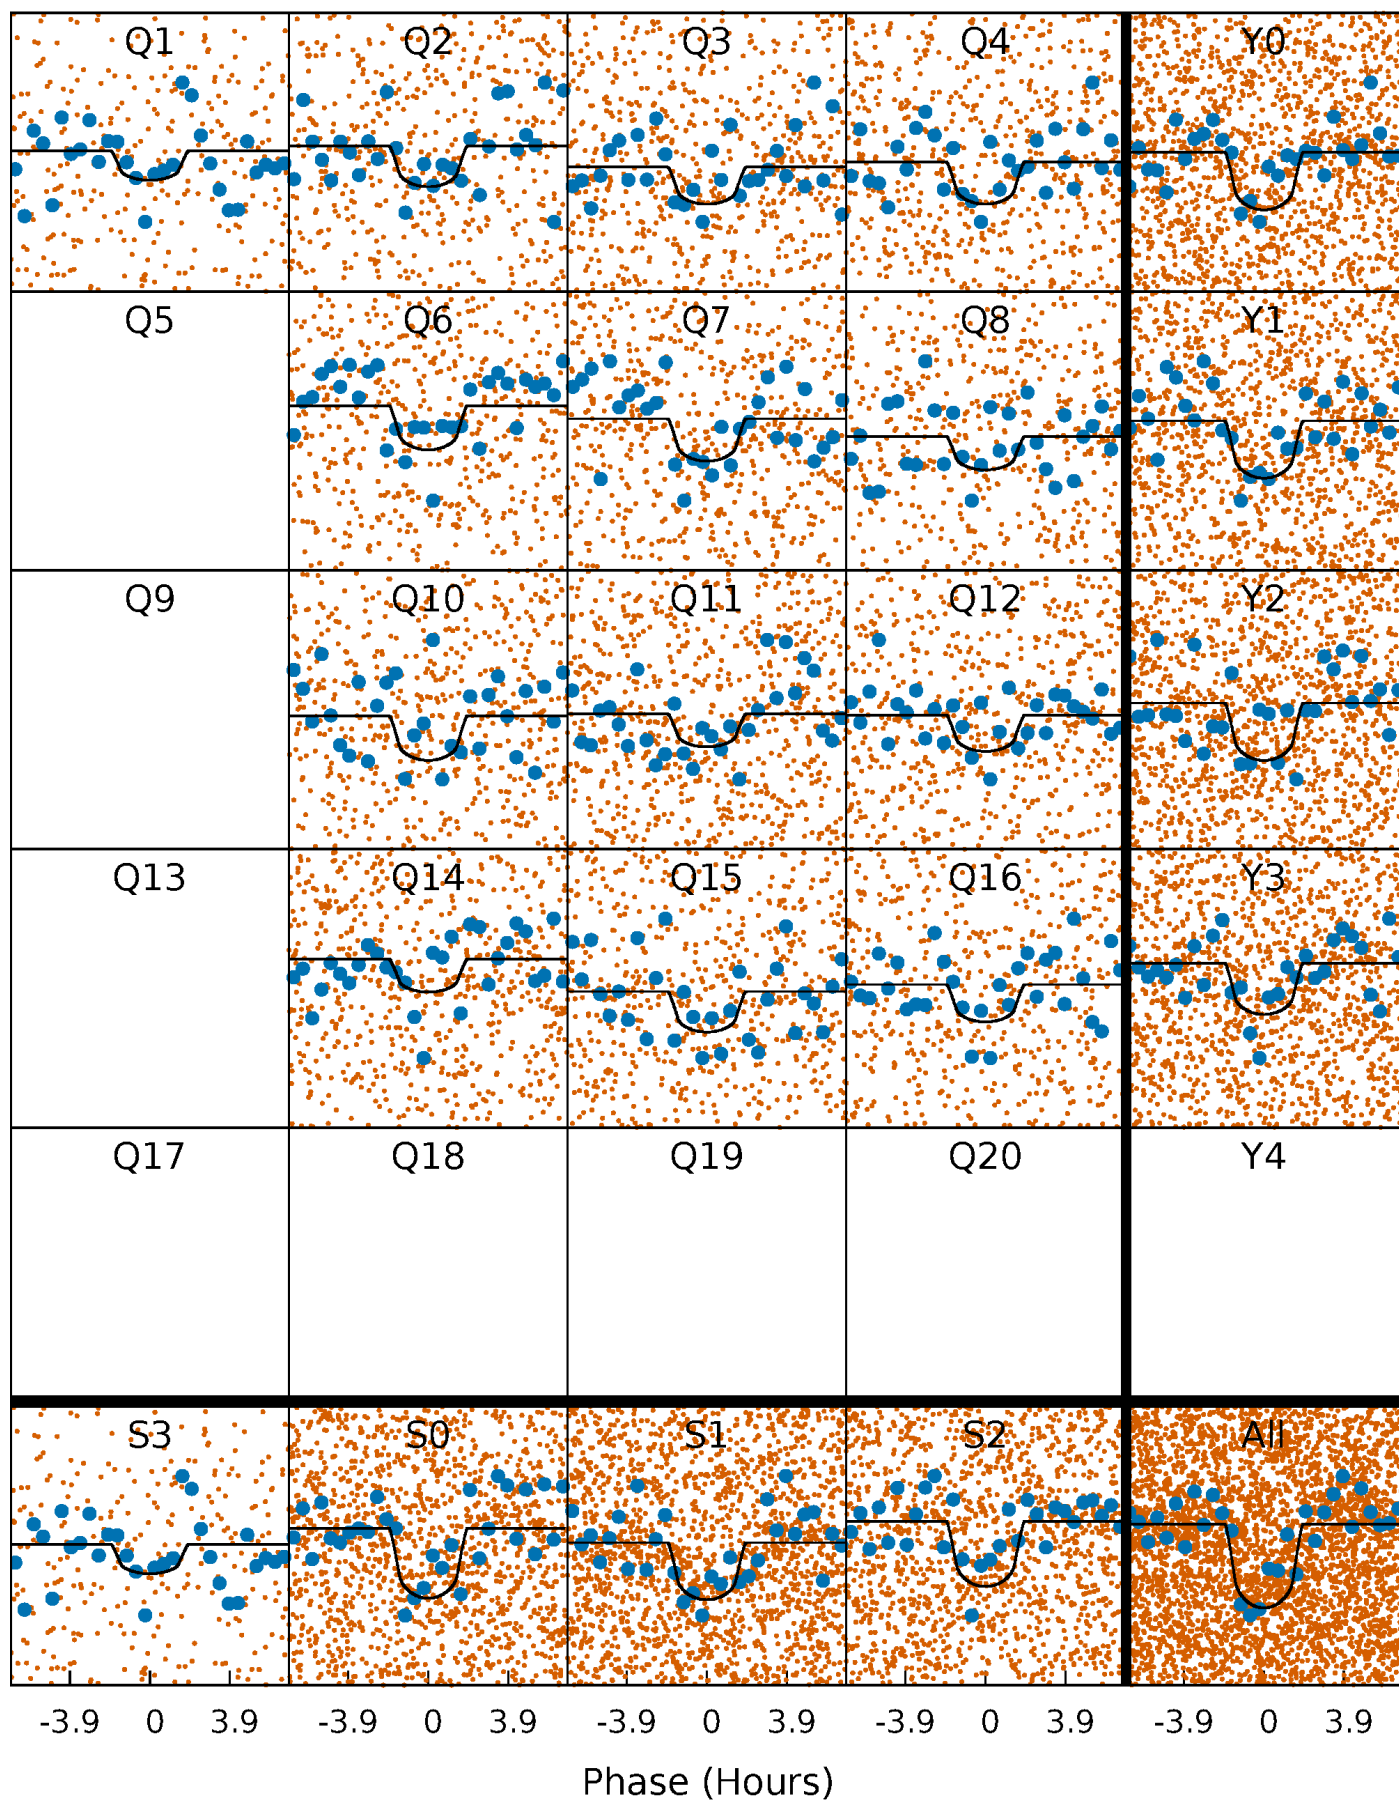 Q1 Q2 Q3 Q4 Y0
Q5 Q6 Q7 Q8 Y1
Q9 Q10 Q11 Q12 Y2
Q13 Q14 Q15 Q16 Y3
Q17 Q18 Q19 Q20 Y4
S3 S0 S1 S2 All
-3.9 0 3.9 -3.9 0 3.9 -3.9 0 3.9 -3.9 0 3.9 -3.9 0 3.9
Phase (Hours)